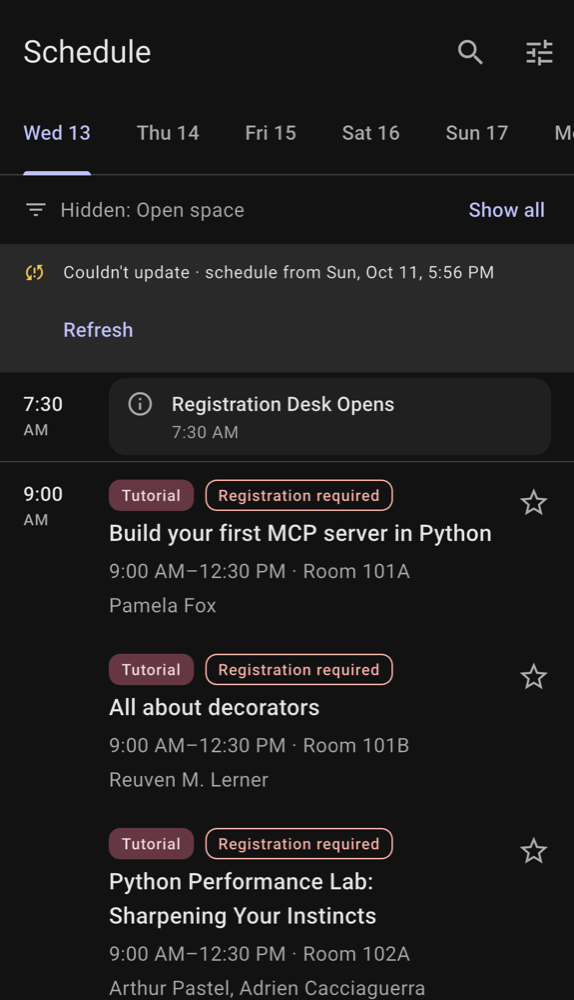 Schedule
Wed 13
Thu 14
Fri 15
Sat 16
Sun 17
Hidden: Open space
Show all
Couldn't update · schedule from Sun, Oct 11, 5:56 PM
Refresh
7:30
AM
Registration Desk Opens
7:30 AM
9:00
AM
Tutorial
Registration required
Build your first MCP server in Python
9:00 AM–12:30 PM · Room 101A
Pamela Fox
Tutorial
Registration required
All about decorators
9:00 AM–12:30 PM · Room 101B
Reuven M. Lerner
Tutorial
Registration required
Python Performance Lab:
Sharpening Your Instincts
9:00 AM–12:30 PM · Room 102A
Arthur Pastel, Adrien Cacciaguerra